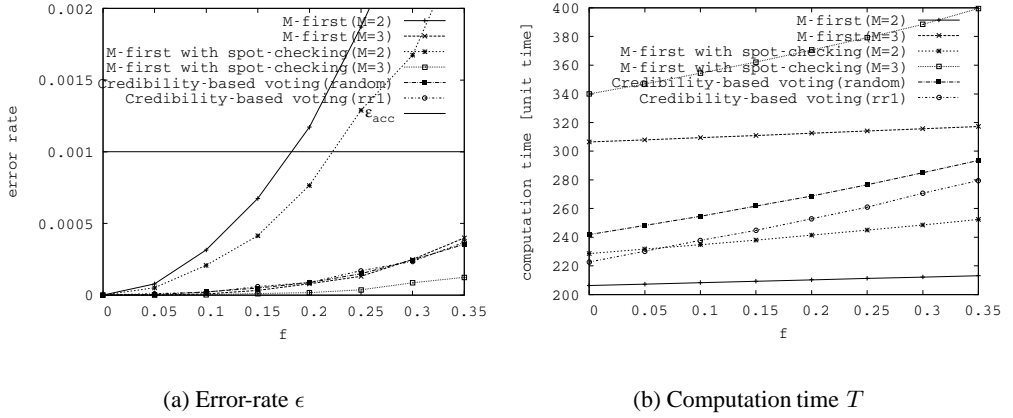 0.002
0.0015
0.001
0.0005
0
error rate
0 0.05 0.1 0.15 0.2 0.25 0.3 0.35
f
M-first(M=2)
M-first(M=3)
M-first with spot-checking(M=2)
M-first with spot-checking(M=3)
Credibility-based voting(random)
Credibility-based voting(rr1)
ε_acc
(a) Error-rate ϵ
400
380
360
340
320
300
280
260
240
220
200
computation time [unit time]
0 0.05 0.1 0.15 0.2 0.25 0.3 0.35
f
M-first(M=2)
M-first(M=3)
M-first with spot-checking(M=2)
M-first with spot-checking(M=3)
Credibility-based voting(random)
Credibility-based voting(rr1)
(b) Computation time T